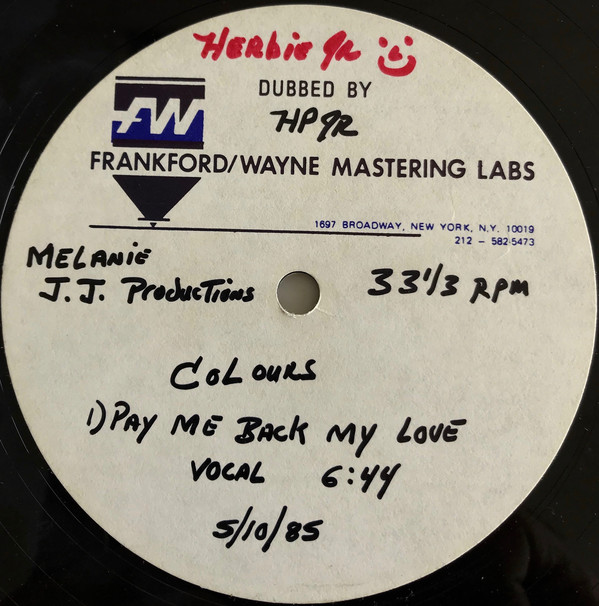 HERBIE JR
DUBBED BY
HPJR
FW
FRANKFORD/WAYNE MASTERING LABS
1697 BROADWAY, NEW YORK, N.Y. 10019
212 – 582-5473
MELANIE
J.J. PRODUCTIONS
33 1/3 RPM
COLOURS
1) PAY ME BACK MY LOVE
VOCAL 6:44
5/10/85